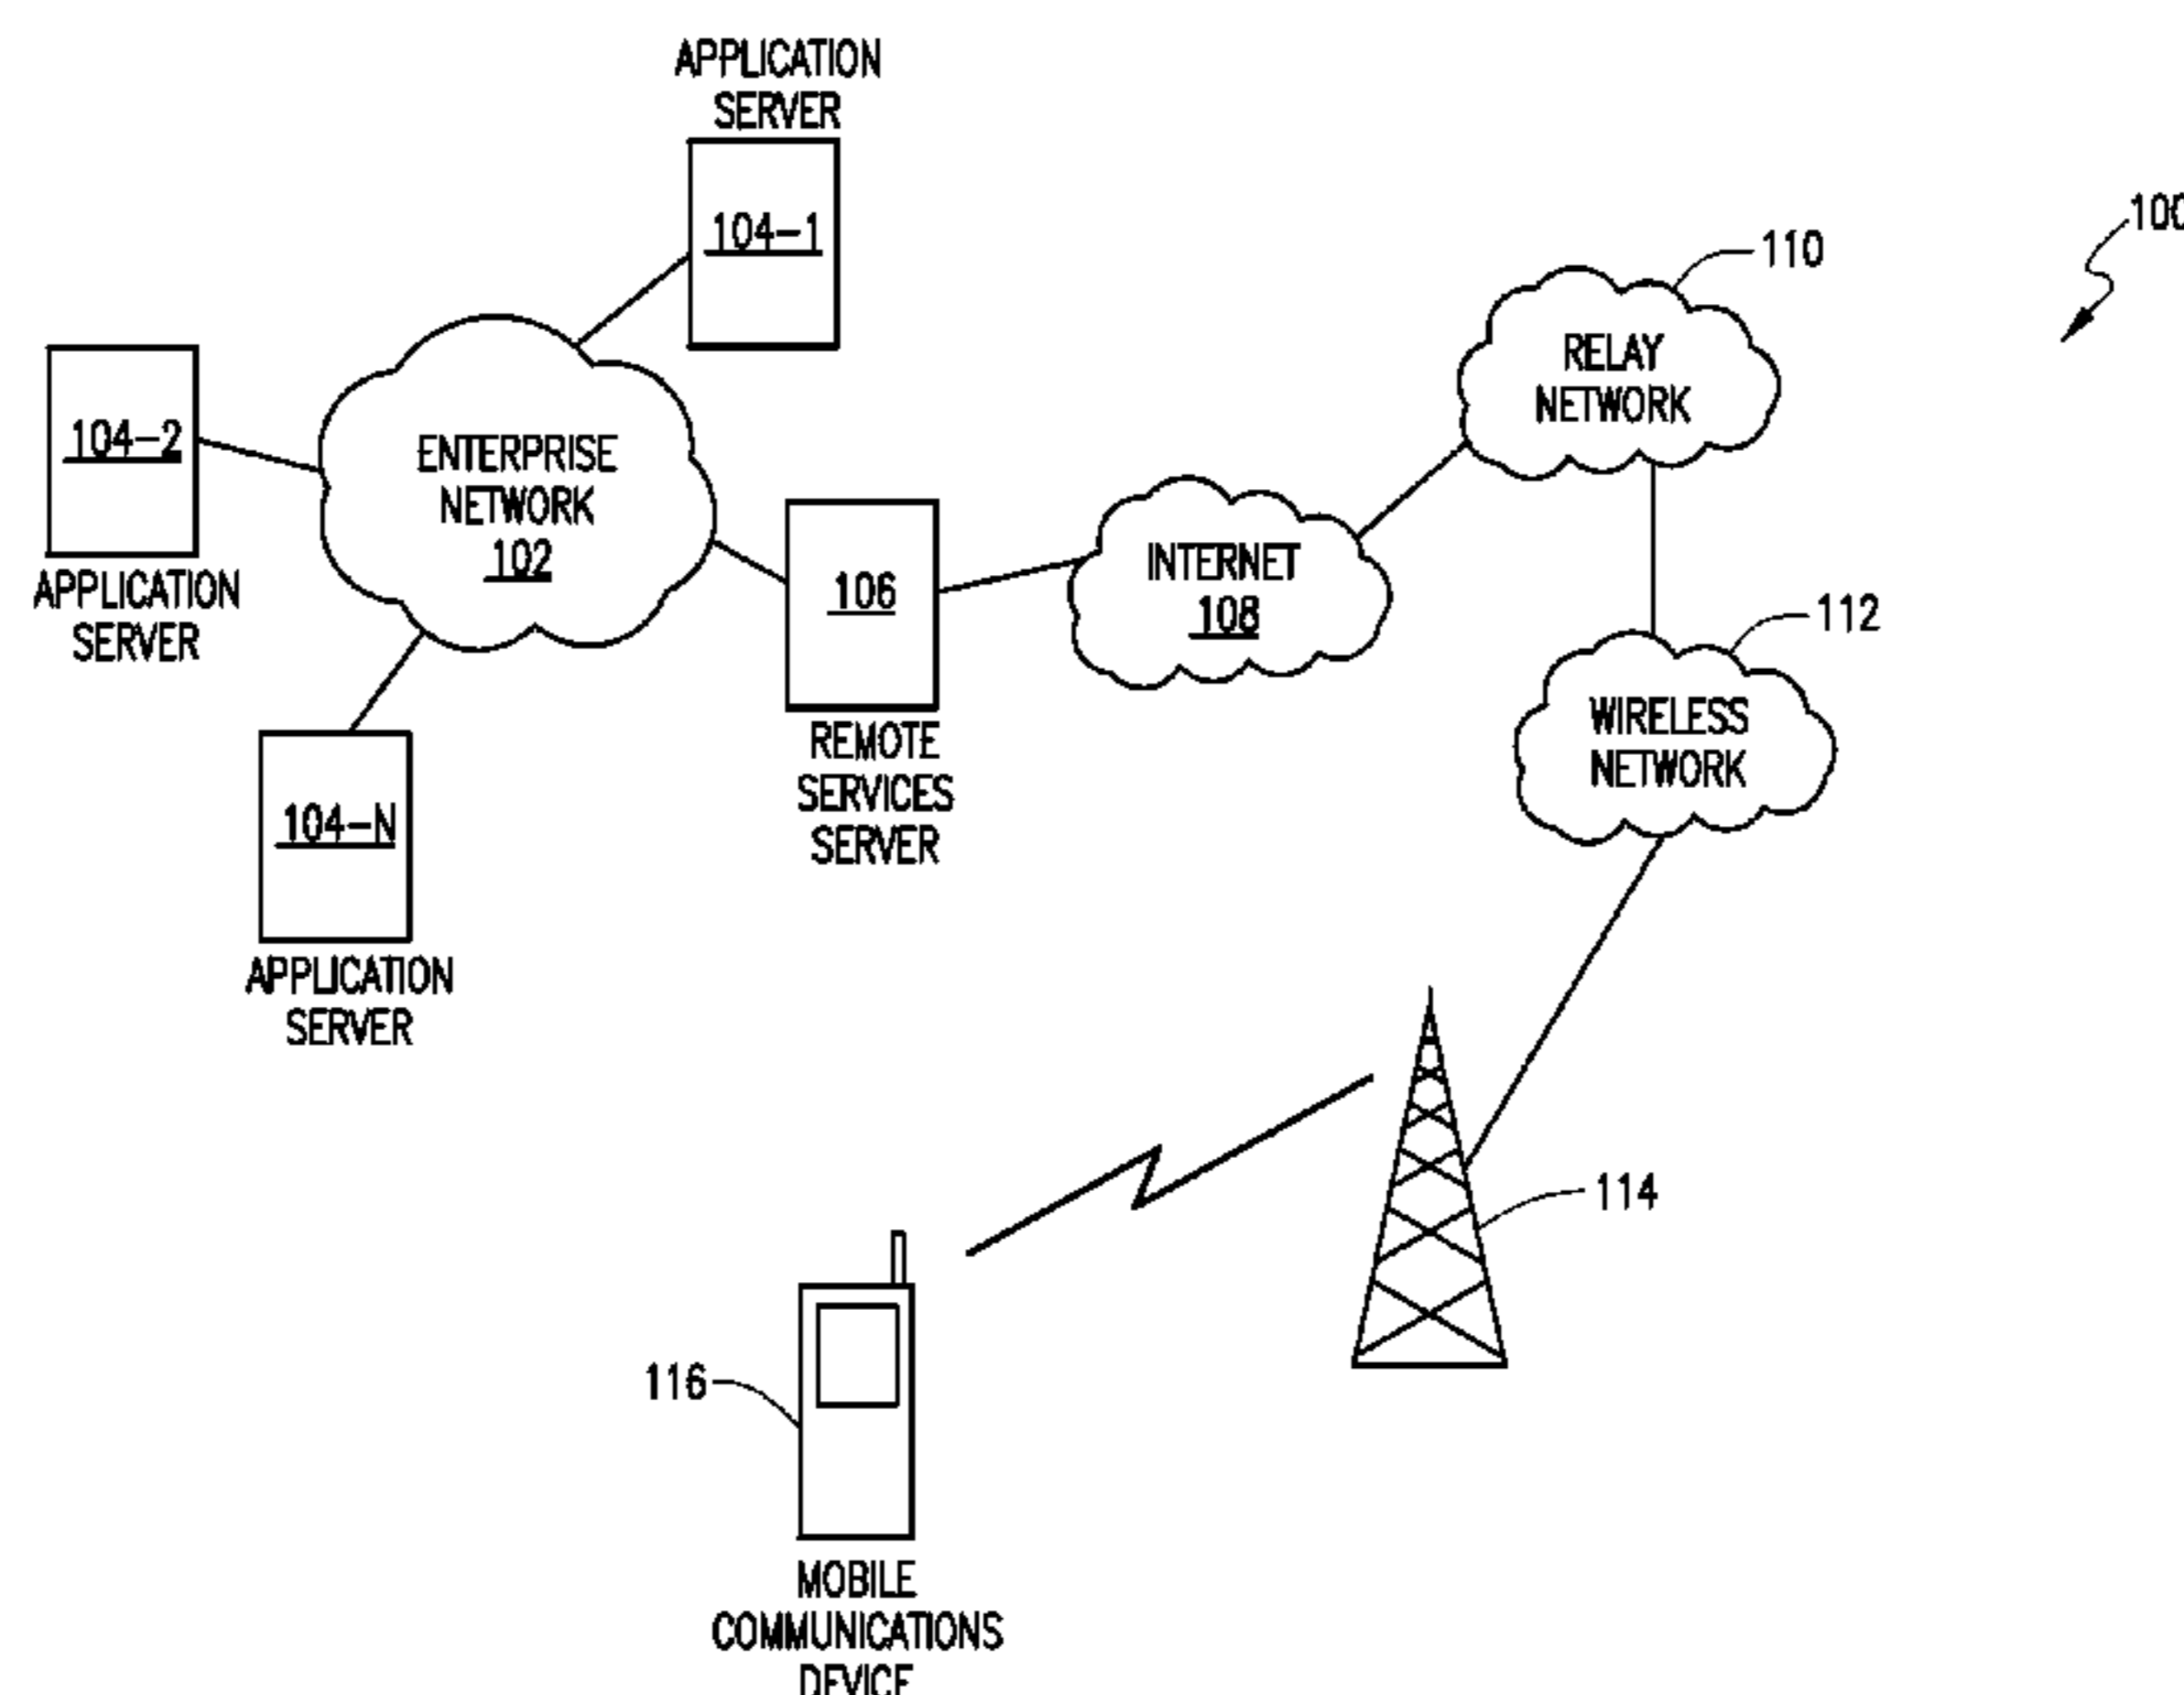 APPLICATION
SERVER
104-1
100
110
RELAY
NETWORK
104-2
APPLICATION
SERVER
ENTERPRISE
NETWORK
102
106
REMOTE
SERVICES
SERVER
INTERNET
108
112
WIRELESS
NETWORK
104-N
APPLICATION
SERVER
114
116
MOBILE
COMMUNICATIONS
DEVICE